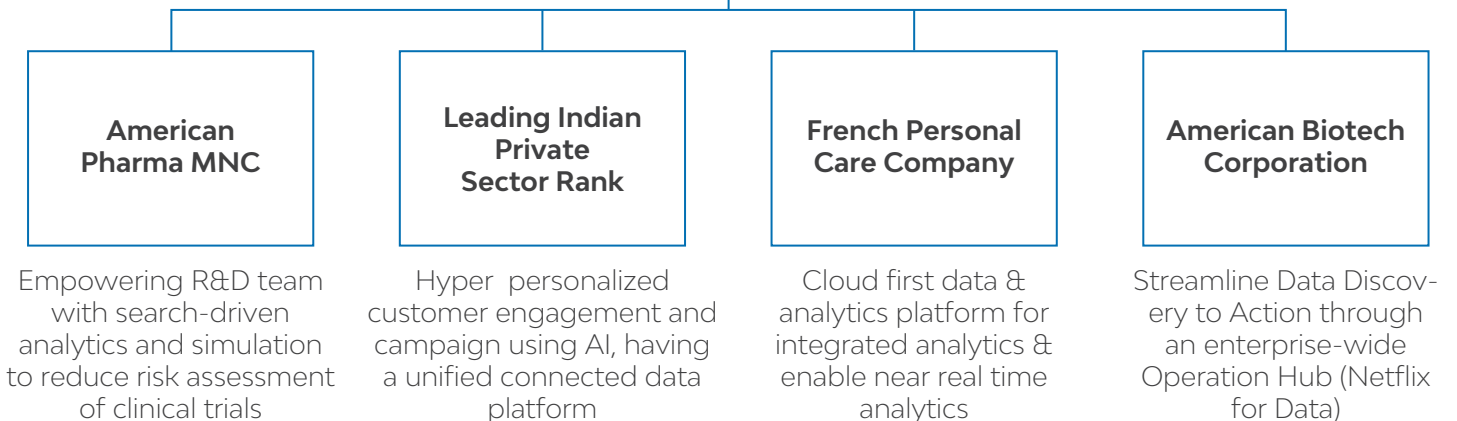 American
Pharma MNC
Empowering R&D team
with search-driven
analytics and simulation
to reduce risk assessment
of clinical trials
Leading Indian
Private
Sector Rank
Hyper personalized
customer engagement and
campaign using AI, having
a unified connected data
platform
French Personal
Care Company
Cloud first data &
analytics platform for
integrated analytics &
enable near real time
analytics
American Biotech
Corporation
Streamline Data Discov-
ery to Action through
an enterprise-wide
Operation Hub (Netflix
for Data)